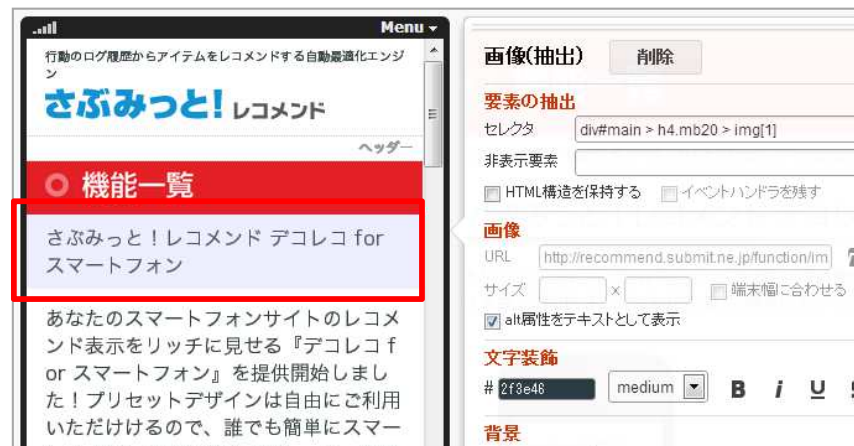 Menu
行動のログ履歴からアイテムをレコメンドする自動最適化エンジ
ン
さぶみっと! レコメンド
ヘッダー
機能一覧
さぶみっと！レコメンド デコレコ for
スマートフォン
あなたのスマートフォンサイトのレコメ
ンド表示をリッチに見せる『デコレコ f
or スマートフォン』を提供開始しまし
た！プリセットデザインは自由にご利用
いただけけるので、誰でも簡単にスマー
画像(抽出) 削除
要素の抽出
セレクタ div#main > h4.mb20 > img[1]
非表示要素
HTML構造を保持する イベントハンドラを残す
画像
URL http://recommend.submit.ne.jp/function/im
サイズ x 端末幅に合わせる
alt属性をテキストとして表示
文字装飾
# 2f3e46 medium B i U
背景